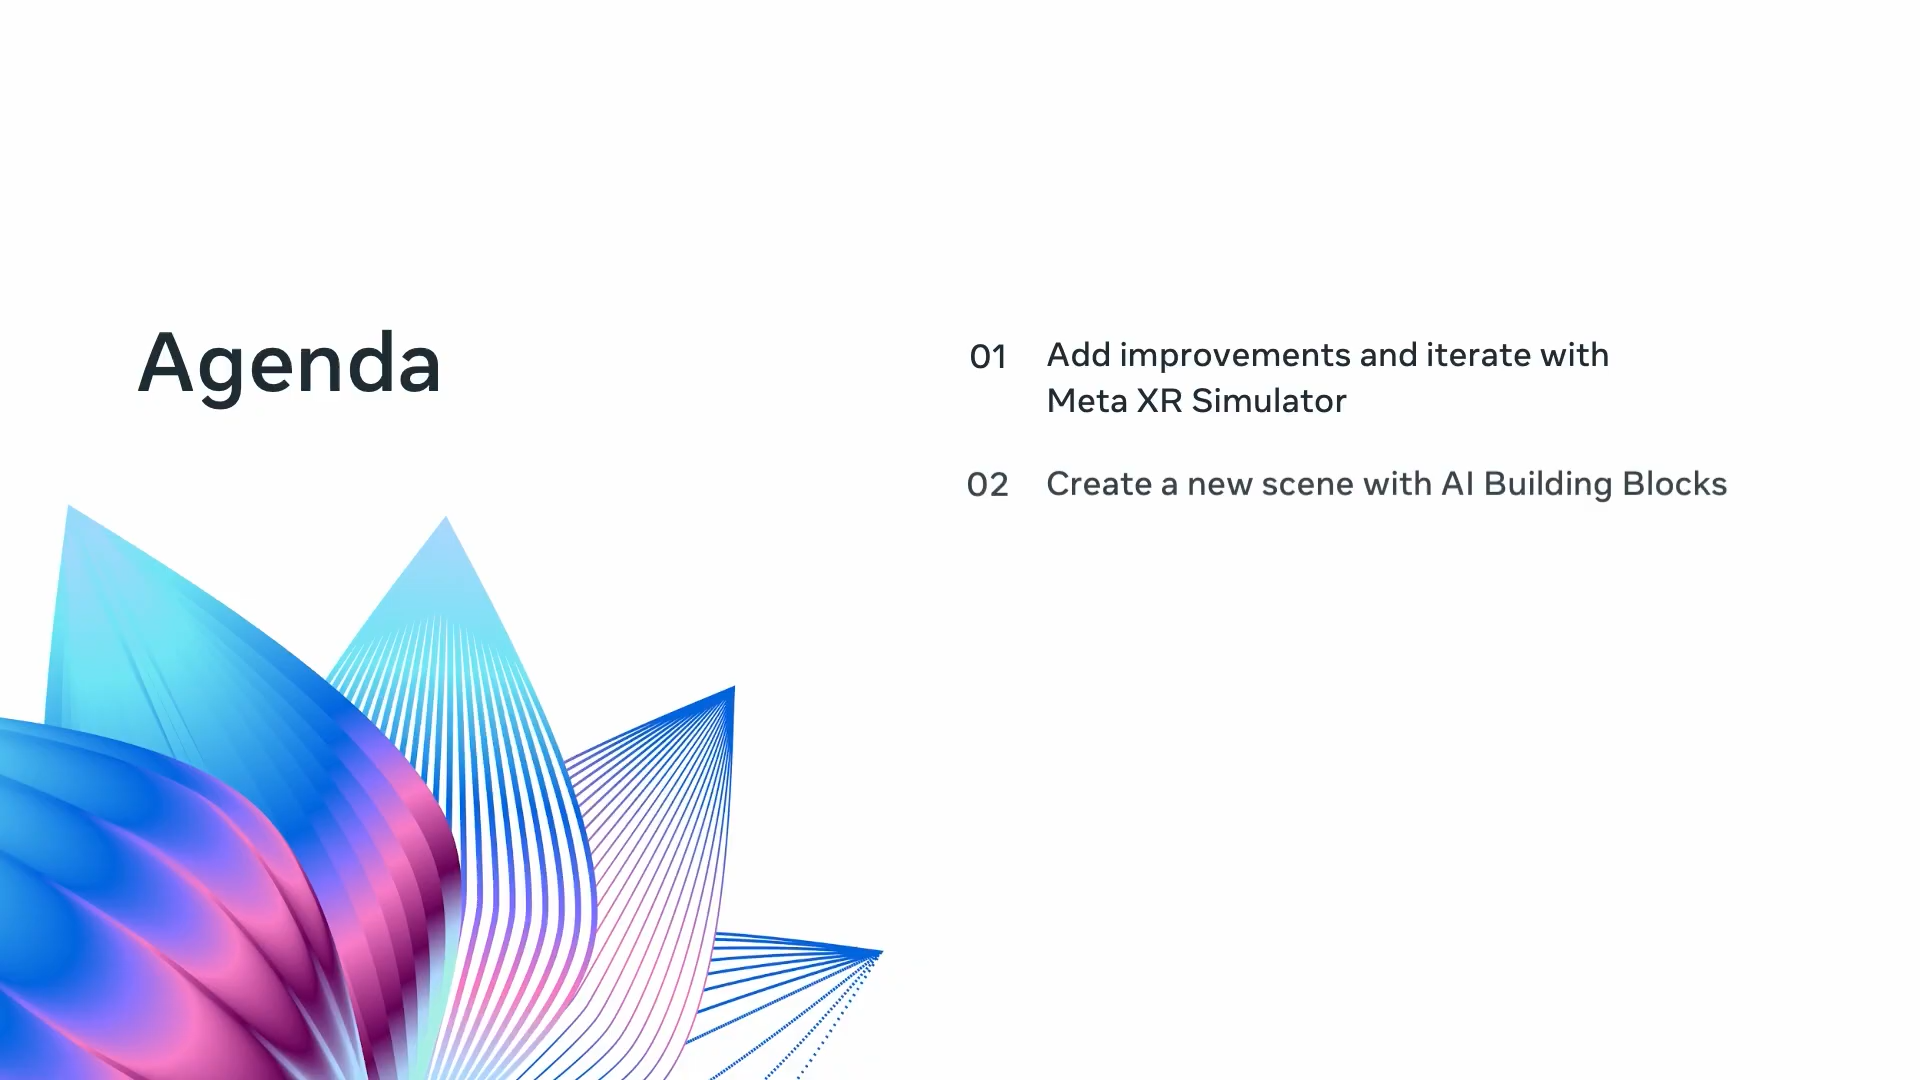 Agenda
01 Add improvements and iterate with
Meta XR Simulator
02 Create a new scene with AI Building Blocks